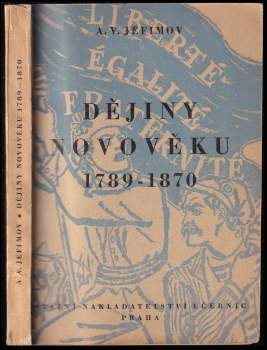 A. V. JEFIMOV • DĚJINY NOVOVĚKU 1789–1870
LIBERTÉ
A. V. JEFIMOV
ÉGALITÉ
FRATERNITÉ
DĚJINY
NOVOVĚKU
1789-1870
STÁTNÍ NAKLADATELSTVÍ UČEBNIC
PRAHA